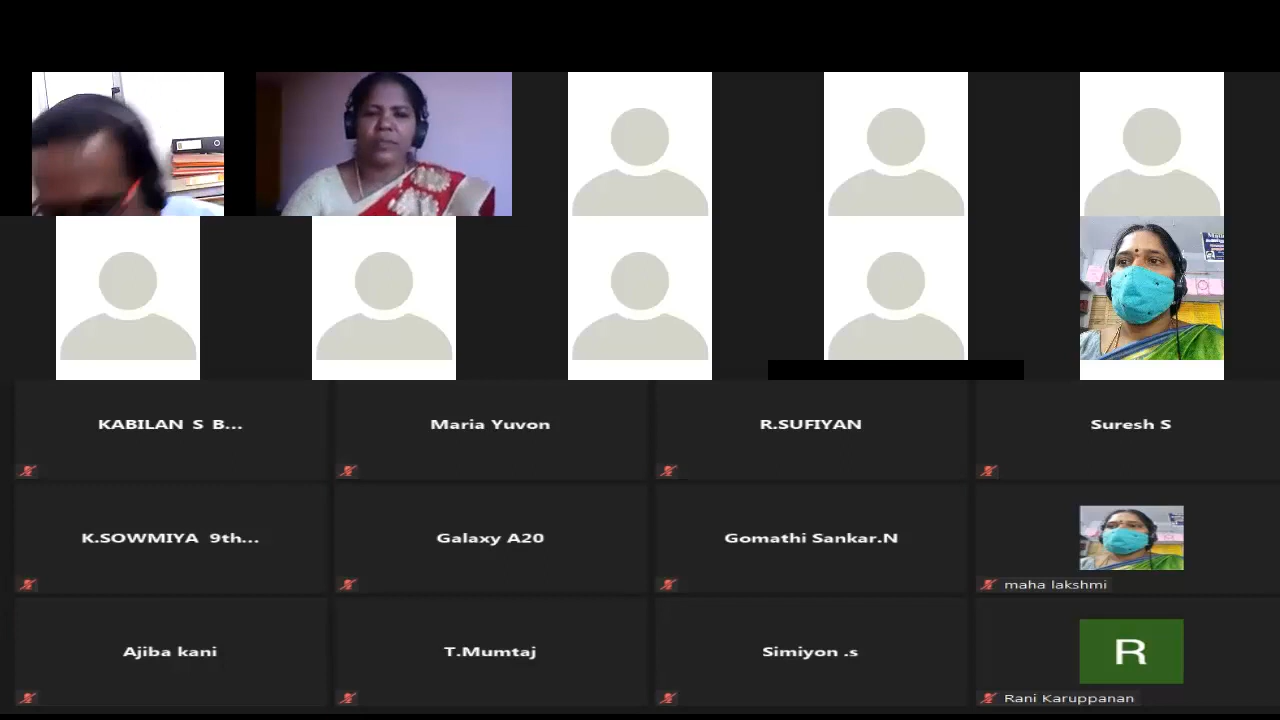 KABILAN S B...
Maria Yuvon
R.SUFIYAN
Suresh S
K.SOWMIYA 9th...
Galaxy A20
Gomathi Sankar.N
maha lakshmi
Ajiba kani
T.Mumtaj
Simiyon .s
R
Rani Karuppanan